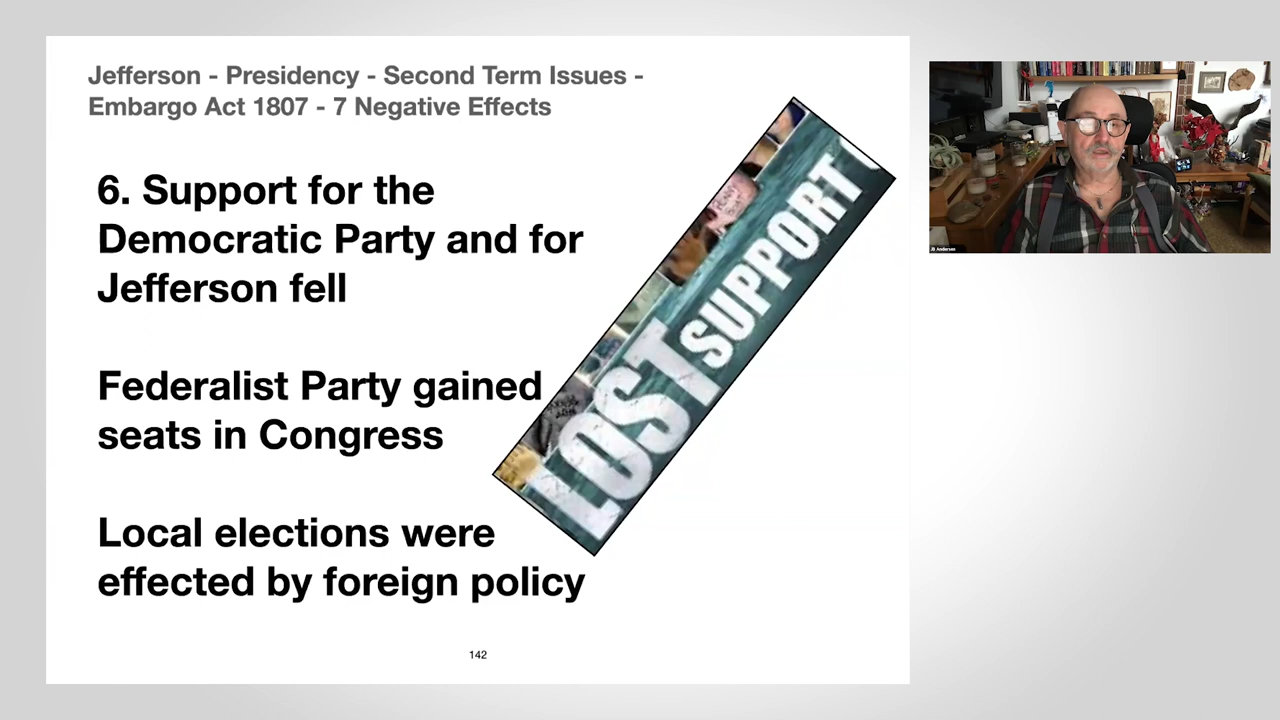 Jefferson - Presidency - Second Term Issues -
Embargo Act 1807 - 7 Negative Effects
6. Support for the
Democratic Party and for
Jefferson fell
Federalist Party gained
seats in Congress
Local elections were
effected by foreign policy
LOST SUPPORT
142